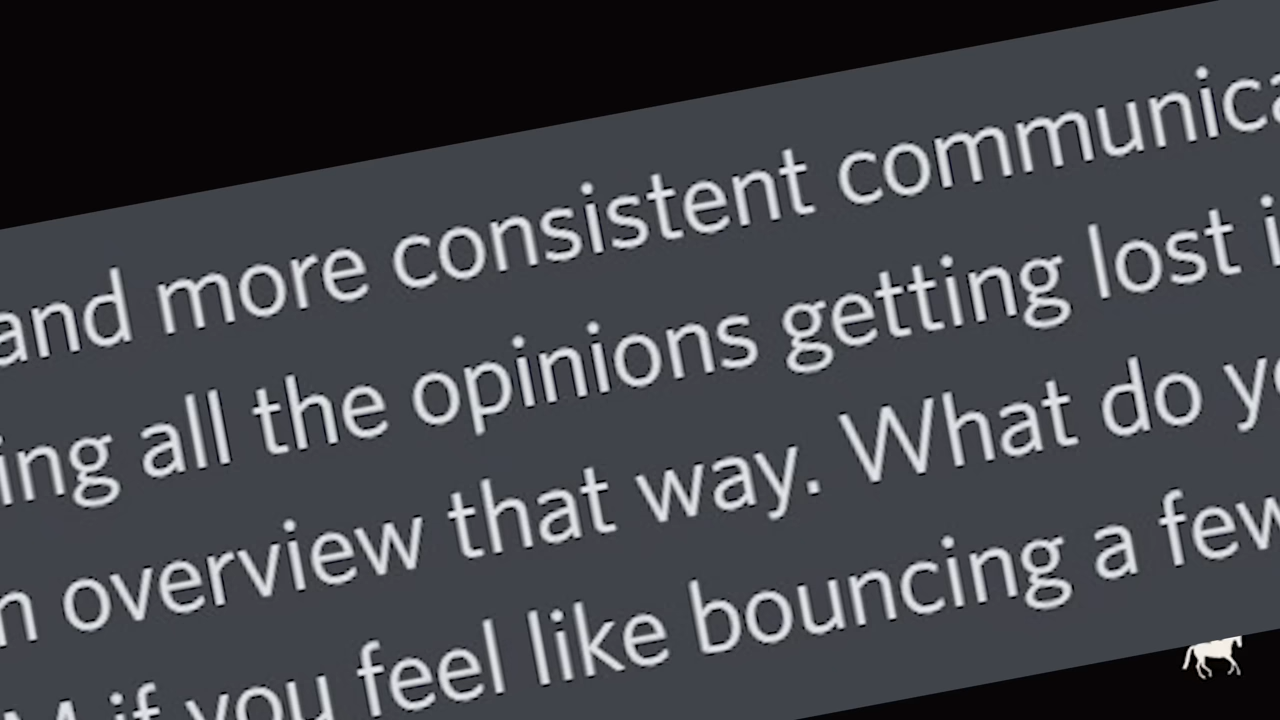 and more consistent communica
ing all the opinions getting lost i
n overview that way. What do yo
M if you feel like bouncing a few